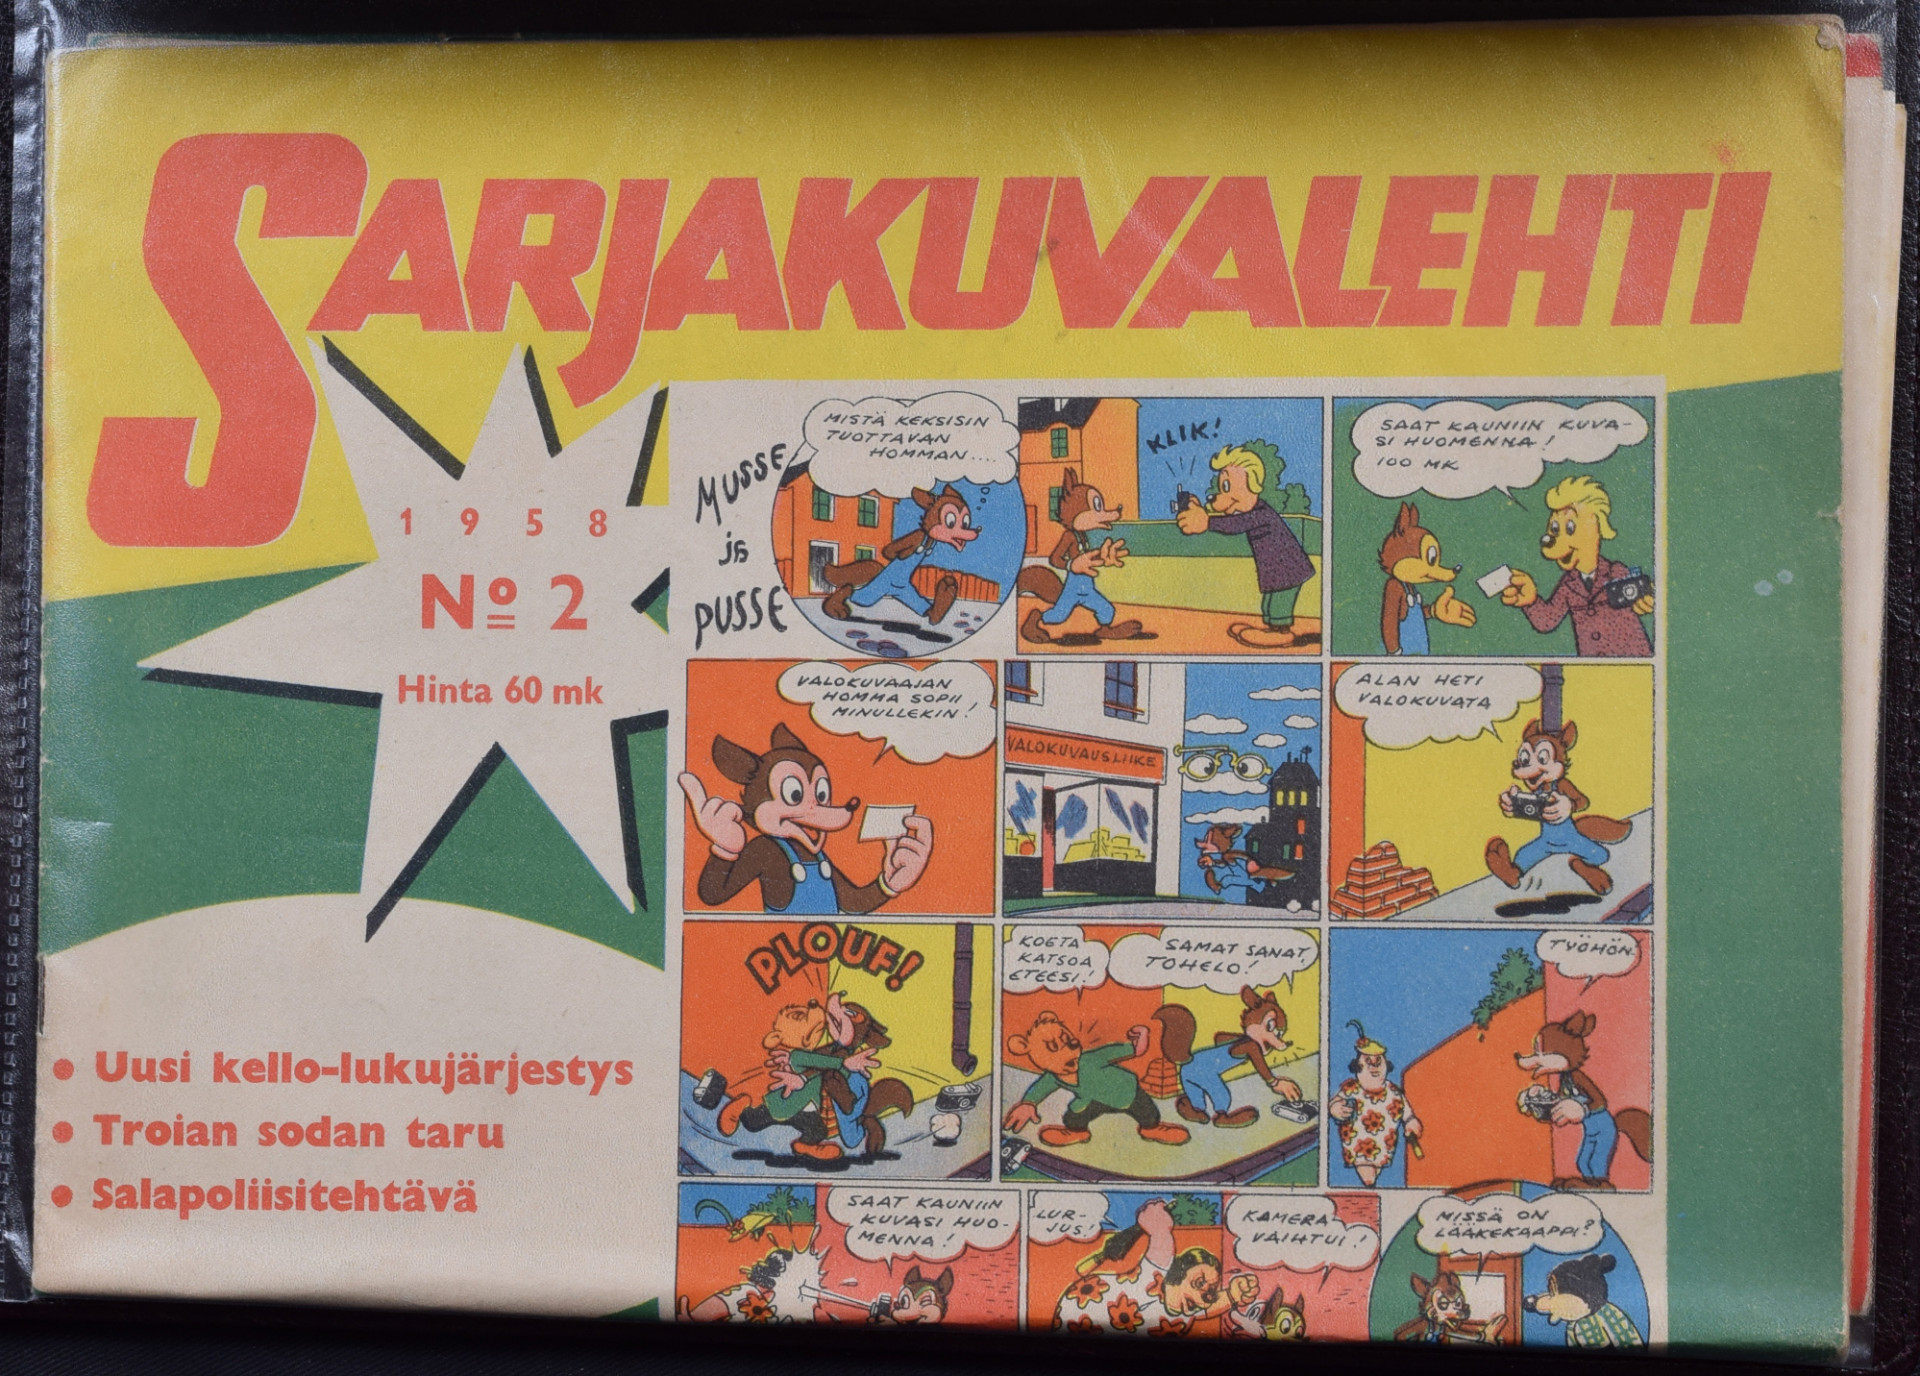 SARJAKUVALEHTI
1958
No 2
Hinta 60 mk
• Uusi kello-lukujärjestys
• Troian sodan taru
• Salapoliisitehtävä
MUSSE
ja
PUSSE
MISTÄ KEKSISIN
TUOTTAVAN
HOMMAN....
KLIK!
SAAT KAUNIIN KUVA-
SI HUOMENNA!
100 MK
VALOKUVAAJAN
HOMMA SOPII
MINULLEKIN!
VALOKUVAUSLIIKE
ALAN HETI
VALOKUVATA
PLOUF!
KOETA
KATSOA
ETEESI!
SAMAT SANAT,
TOHELO!
TYÖHÖN.
SAAT KAUNIIN
KUVASI HUO-
MENNA!
LUR-
JUS!
KAMERA
VAIHTUI!
MISSÄ ON
LÄÄKEKAAPPI?